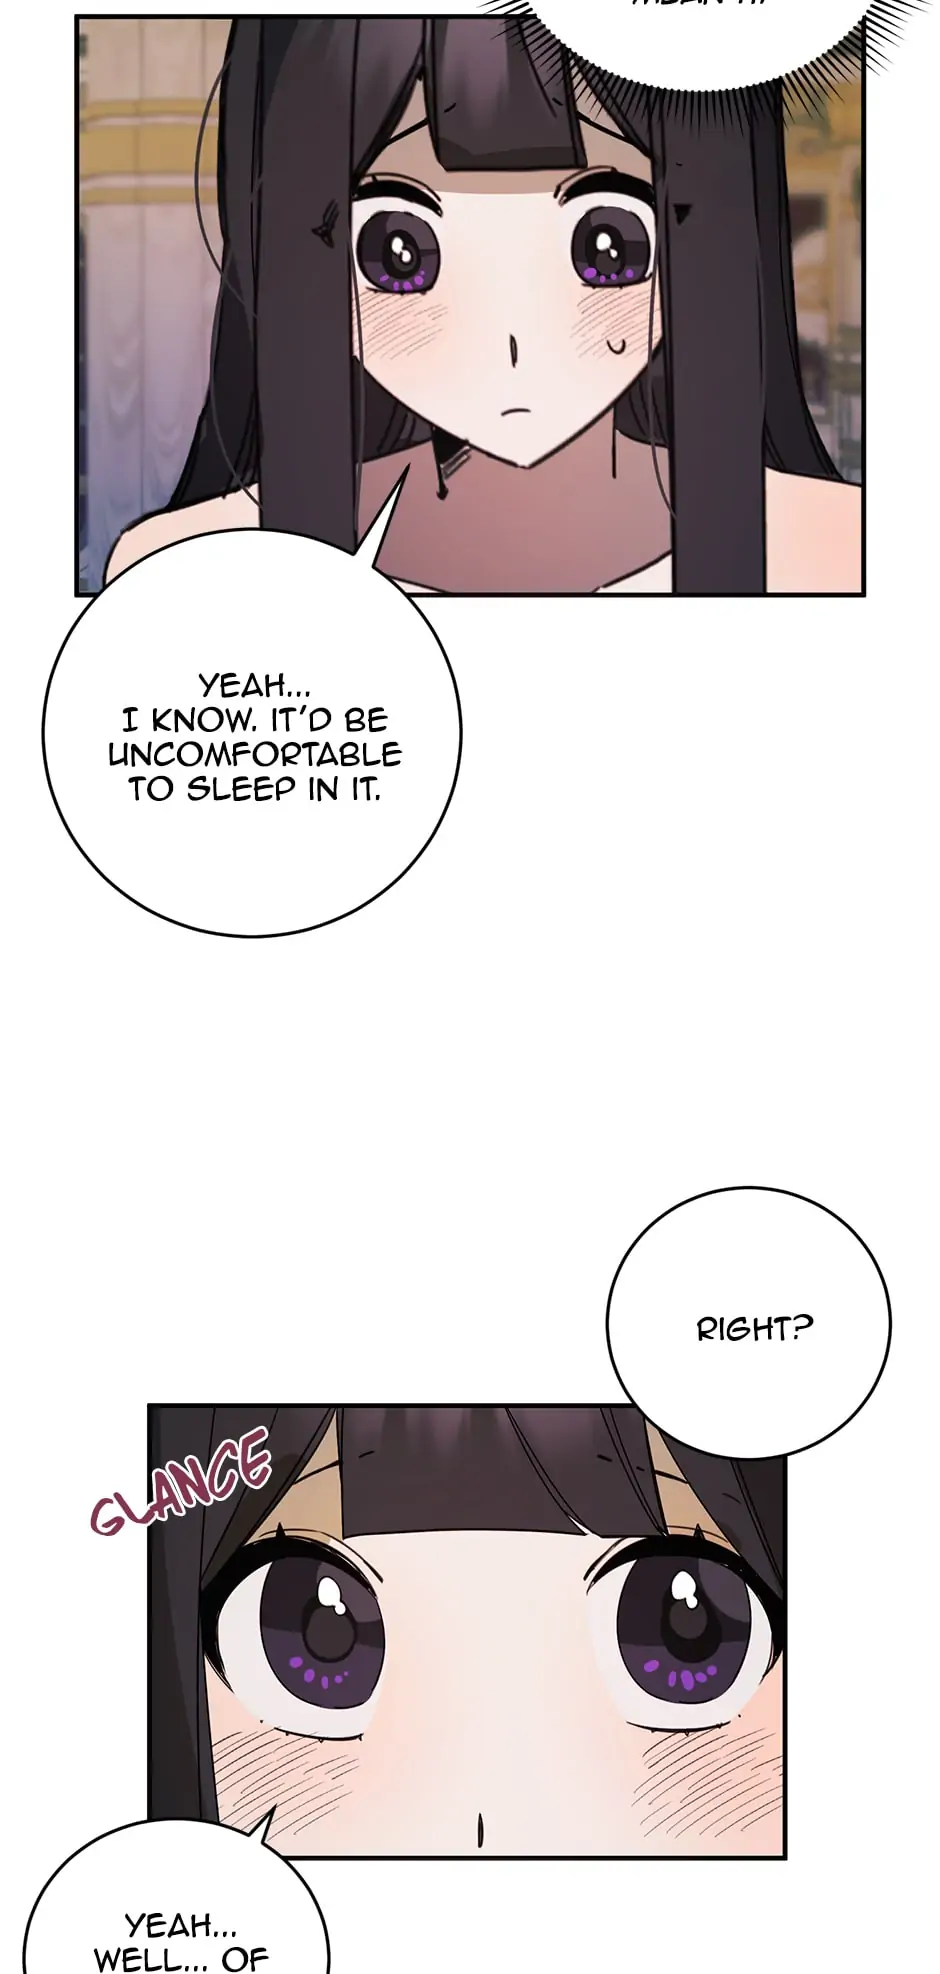 YEAH...
I KNOW. IT'D BE
UNCOMFORTABLE
TO SLEEP IN IT.
RIGHT?
GLANCE
YEAH...
WELL... OF